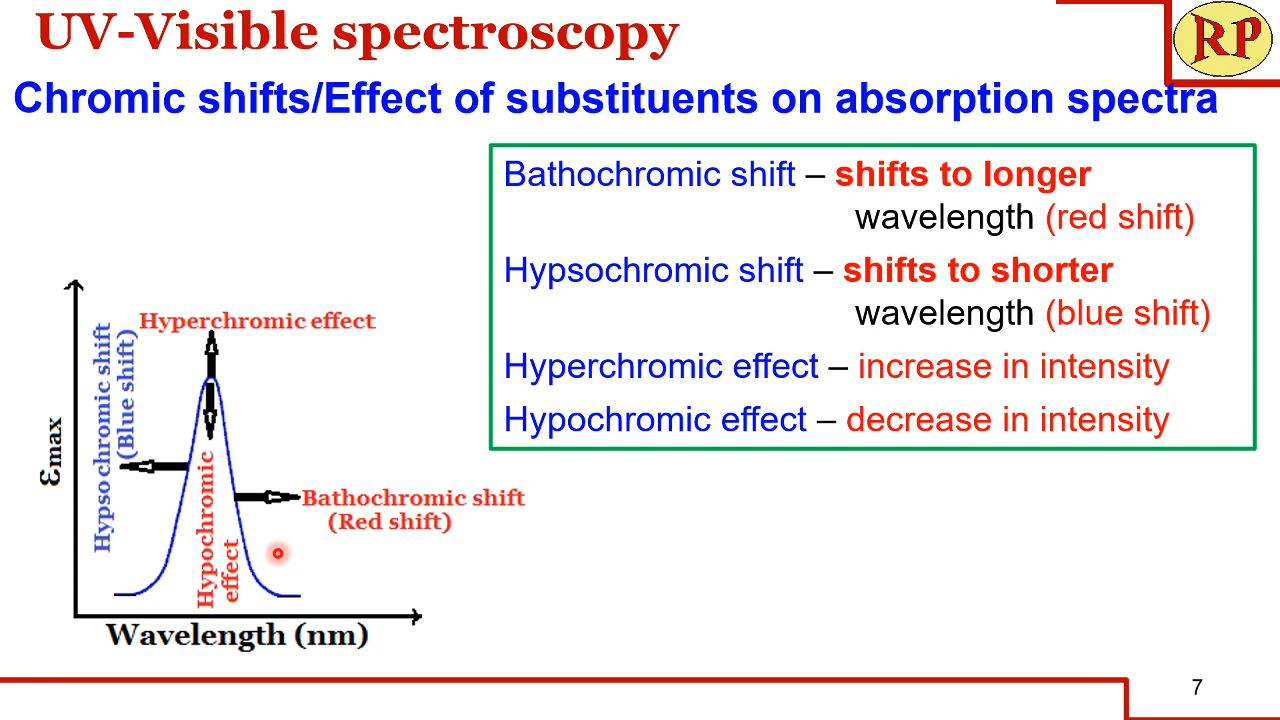 UV-Visible spectroscopy
RP
Chromic shifts/Effect of substituents on absorption spectra
Bathochromic shift – shifts to longer
wavelength (red shift)
Hypsochromic shift – shifts to shorter
wavelength (blue shift)
Hyperchromic effect – increase in intensity
Hypochromic effect – decrease in intensity
Hyperchromic effect
Hypsochromic shift
(Blue shift)
εmax
Hypochromic
effect
Bathochromic shift
(Red shift)
Wavelength (nm)
7